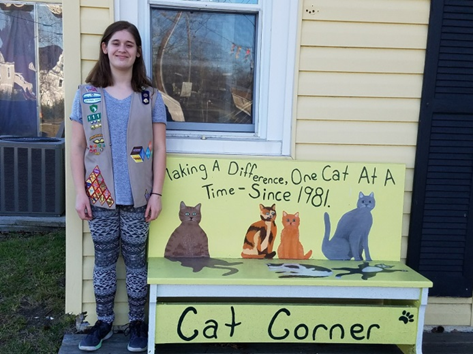 Making A Difference, One Cat At A
Time - Since 1981.
Cat Corner